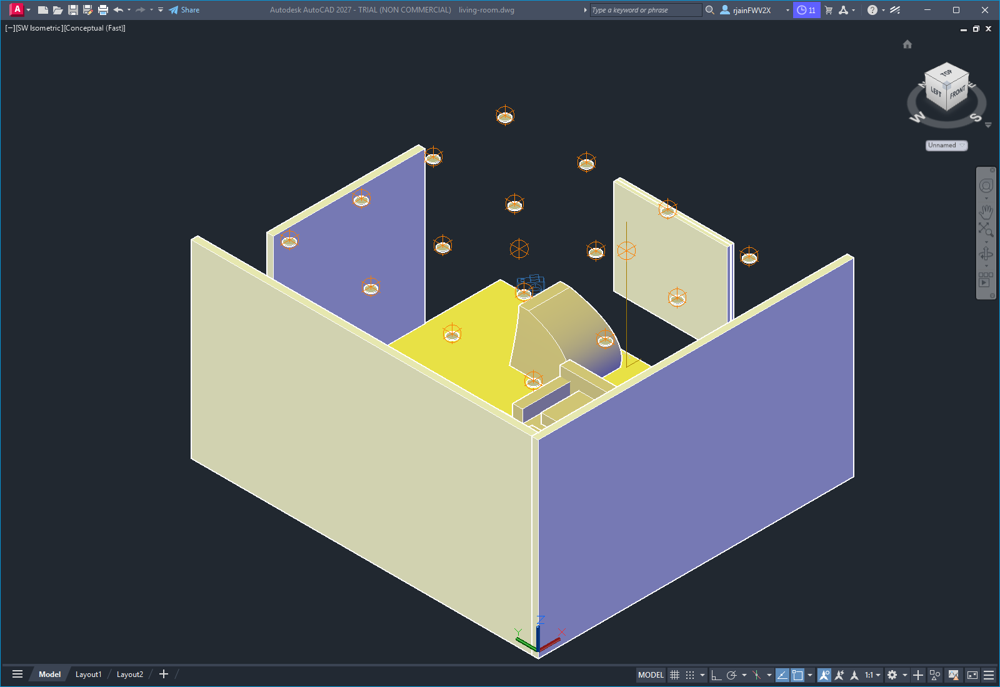 A
Share
Autodesk AutoCAD 2027 - TRIAL (NON COMMERCIAL) living-room.dwg
Type a keyword or phrase
rjainFWV2X
11
?
[−][SW Isometric][Conceptual (Fast)]
TOP
LEFT
FRONT
N
E
W
S
Unnamed
Z
Y
X
Model
Layout1
Layout2
MODEL
1:1